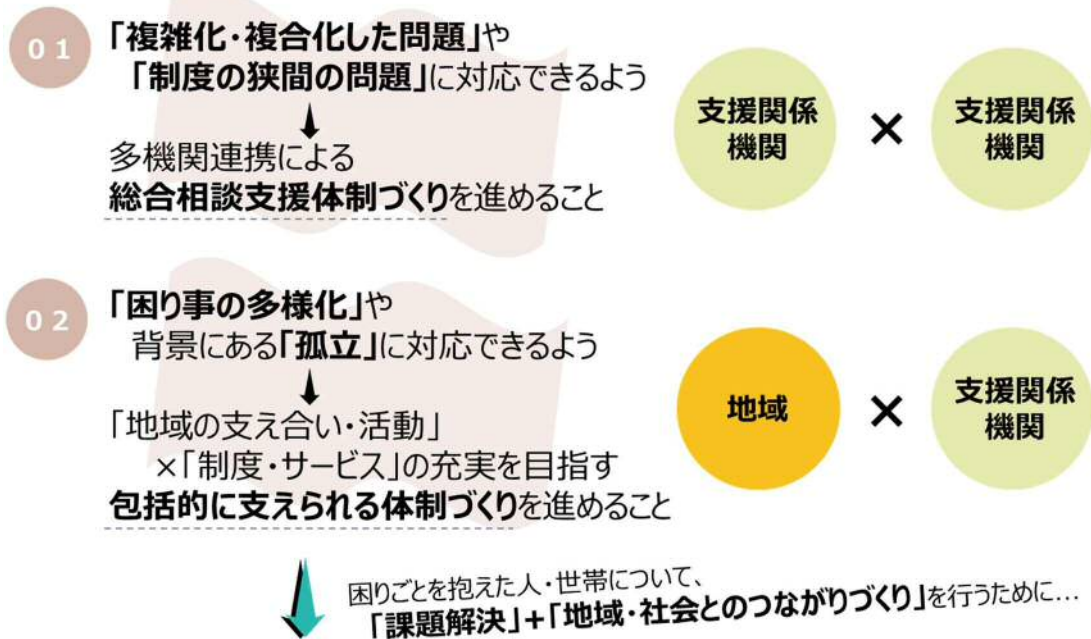 01
「複雑化・複合化した問題」や
「制度の狭間の問題」に対応できるよう
多機関連携による
総合相談支援体制づくりを進めること
支援関係
機関
×
支援関係
機関
02
「困り事の多様化」や
背景にある「孤立」に対応できるよう
「地域の支え合い・活動」
×「制度・サービス」の充実を目指す
包括的に支えられる体制づくりを進めること
地域
×
支援関係
機関
困りごとを抱えた人・世帯について、
「課題解決」+「地域・社会とのつながりづくり」を行うために…